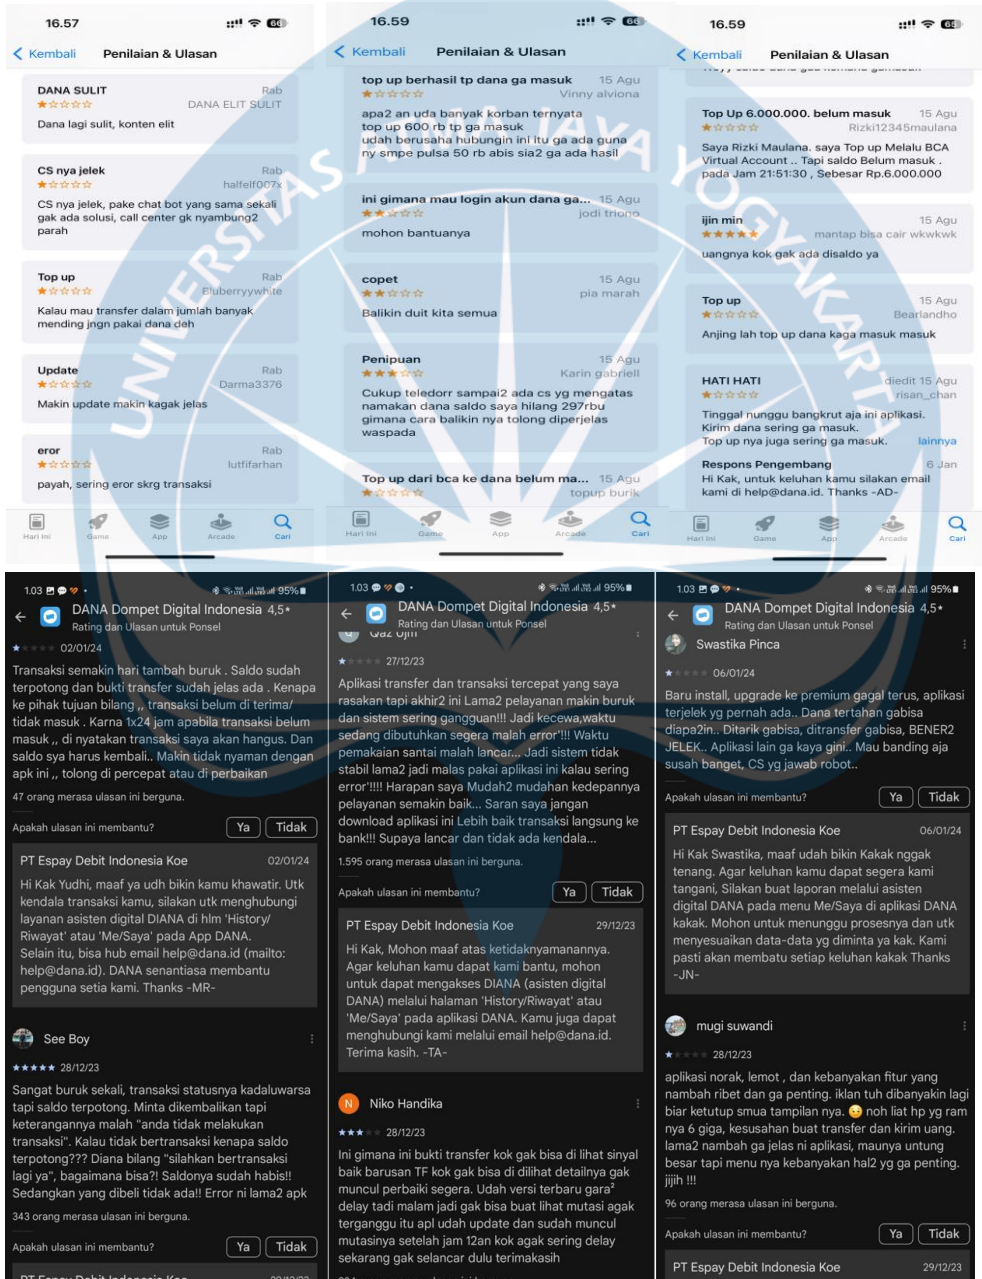 16.57
66
Kembali
Penilaian & Ulasan
DANA SULIT
Rab
DANA ELIT SULIT
Dana lagi sulit, konten elit
CS nya jelek
Rab
halfelf007x
CS nya jelek, pake chat bot yang sama sekali
gak ada solusi, call center gk nyambung2
parah
Top up
Rab
Bluberryywhite
Kalau mau transfer dalam jumlah banyak
mending jngn pakai dana deh
Update
Rab
Darma3376
Makin update makin kagak jelas
eror
Rab
lutfifarhan
payah, sering eror skrg transaksi
Hari Ini
Game
App
Arcade
Cari
16.59
66
Kembali
Penilaian & Ulasan
top up berhasil tp dana ga masuk
15 Agu
Vinny alviona
apa2 an uda banyak korban ternyata
top up 600 rb tp ga masuk
udah berusaha hubungin ini itu ga ada guna
ny smpe pulsa 50 rb abis sia2 ga ada hasil
ini gimana mau login akun dana ga...
15 Agu
jodi triono
mohon bantuanya
copet
15 Agu
pia marah
Balikin duit kita semua
Penipuan
15 Agu
Karin gabriell
Cukup teledorr sampai2 ada cs yg mengatas
namakan dana saldo saya hilang 297rbu
gimana cara balikin nya tolong diperjelas
waspada
Top up dari bca ke dana belum ma...
15 Agu
topup burik
Hari Ini
Game
App
Arcade
Cari
16.59
66
Kembali
Penilaian & Ulasan
Top Up 6.000.000. belum masuk
15 Agu
Rizki12345maulana
Saya Rizki Maulana. saya Top up Melalu BCA
Virtual Account .. Tapi saldo Belum masuk .
pada Jam 21:51:30 , Sebesar Rp.6.000.000
ijin min
15 Agu
mantap bisa cair wkwkwk
uangnya kok gak ada disaldo ya
Top up
15 Agu
Bearlandho
Anjing lah top up dana kaga masuk masuk
HATI HATI
diedit 15 Agu
risan_chan
Tinggal nunggu bangkrut aja ini aplikasi.
Kirim dana sering ga masuk.
Top up nya juga sering ga masuk. lainnya
Respons Pengembang
6 Jan
Hi Kak, untuk keluhan kamu silakan email
kami di help@dana.id. Thanks -AD-
Hari Ini
Game
App
Arcade
Cari
UNIVERSITAS ATMA JAYA YOGYAKARTA
1.03
95%
DANA Dompet Digital Indonesia 4,5★
Rating dan Ulasan untuk Ponsel
02/01/24
Transaksi semakin hari tambah buruk . Saldo sudah
terpotong dan bukti transfer sudah jelas ada . Kenapa
ke pihak tujuan bilang ,, transaksi belum di terima/
tidak masuk . Karna 1x24 jam apabila transaksi belum
masuk ,, di nyatakan transaksi saya akan hangus. Dan
saldo sya harus kembali.. Makin tidak nyaman dengan
apk ini ,, tolong di percepat atau di perbaikan
47 orang merasa ulasan ini berguna.
Apakah ulasan ini membantu?
Ya
Tidak
PT Espay Debit Indonesia Koe
02/01/24
Hi Kak Yudhi, maaf ya udh bikin kamu khawatir. Utk
kendala transaksi kamu, silakan utk menghubungi
layanan asisten digital DIANA di hlm 'History/
Riwayat' atau 'Me/Saya' pada App DANA.
Selain itu, bisa hub email help@dana.id (mailto:
help@dana.id). DANA senantiasa membantu
pengguna setia kami. Thanks -MR-
See Boy
28/12/23
Sangat buruk sekali, transaksi statusnya kadaluwarsa
tapi saldo terpotong. Minta dikembalikan tapi
keterangannya malah "anda tidak melakukan
transaksi". Kalau tidak bertransaksi kenapa saldo
terpotong??? Diana bilang "silahkan bertransaksi
lagi ya", bagaimana bisa?! Saldonya sudah habis!!
Sedangkan yang dibeli tidak ada!! Error ni lama2 apk
343 orang merasa ulasan ini berguna.
Apakah ulasan ini membantu?
Ya
Tidak
PT Espay Debit Indonesia Koe
1.03
95%
DANA Dompet Digital Indonesia 4,5★
Rating dan Ulasan untuk Ponsel
27/12/23
Aplikasi transfer dan transaksi tercepat yang saya
rasakan tapi akhir2 ini Lama2 pelayanan makin buruk
dan sistem sering gangguan!!! Jadi kecewa,waktu
sedang dibutuhkan segera malah error'!!! Waktu
pemakaian santai malah lancar... Jadi sistem tidak
stabil lama2 jadi malas pakai aplikasi ini kalau sering
error'!!!! Harapan saya Mudah2 mudahan kedepannya
pelayanan semakin baik... Saran saya jangan
download aplikasi ini Lebih baik transaksi langsung ke
bank!!! Supaya lancar dan tidak ada kendala...
1.595 orang merasa ulasan ini berguna.
Apakah ulasan ini membantu?
Ya
Tidak
PT Espay Debit Indonesia Koe
29/12/23
Hi Kak, Mohon maaf atas ketidaknyamanannya.
Agar keluhan kamu dapat kami bantu, mohon
untuk dapat mengakses DIANA (asisten digital
DANA) melalui halaman 'History/Riwayat' atau
'Me/Saya' pada aplikasi DANA. Kamu juga dapat
menghubungi kami melalui email help@dana.id.
Terima kasih. -TA-
N
Niko Handika
28/12/23
Ini gimana ini bukti transfer kok gak bisa di lihat sinyal
baik barusan TF kok gak bisa di dilihat detailnya gak
muncul perbaiki segera. Udah versi terbaru gara²
delay tadi malam jadi gak bisa buat lihat mutasi agak
terganggu itu apl udah update dan sudah muncul
mutasinya setelah jam 12an kok agak sering delay
sekarang gak selancar dulu terimakasih
1.03
95%
DANA Dompet Digital Indonesia 4,5★
Rating dan Ulasan untuk Ponsel
Swastika Pinca
06/01/24
Baru install, upgrade ke premium gagal terus, aplikasi
terjelek yg pernah ada.. Dana tertahan gabisa
diapa2in.. Ditarik gabisa, ditransfer gabisa, BENER2
JELEK.. Aplikasi lain ga kaya gini.. Mau banding aja
susah banget, CS yg jawab robot..
Apakah ulasan ini membantu?
Ya
Tidak
PT Espay Debit Indonesia Koe
06/01/24
Hi Kak Swastika, maaf udah bikin Kakak nggak
tenang. Agar keluhan kamu dapat segera kami
tangani, Silakan buat laporan melalui asisten
digital DANA pada menu Me/Saya di aplikasi DANA
kakak. Mohon untuk menunggu prosesnya dan utk
menyesuaikan data-data yg diminta ya kak. Kami
pasti akan membatu setiap keluhan kakak Thanks
-JN-
mugi suwandi
28/12/23
aplikasi norak, lemot , dan kebanyakan fitur yang
nambah ribet dan ga penting. iklan tuh dibanyakin lagi
biar ketutup smua tampilan nya. 😔 noh liat hp yg ram
nya 6 giga, kesusahan buat transfer dan kirim uang.
lama2 nambah ga jelas ni aplikasi, maunya untung
besar tapi menu nya kebanyakan hal2 yg ga penting.
jijih !!!
96 orang merasa ulasan ini berguna.
Apakah ulasan ini membantu?
Ya
Tidak
PT Espay Debit Indonesia Koe
29/12/23